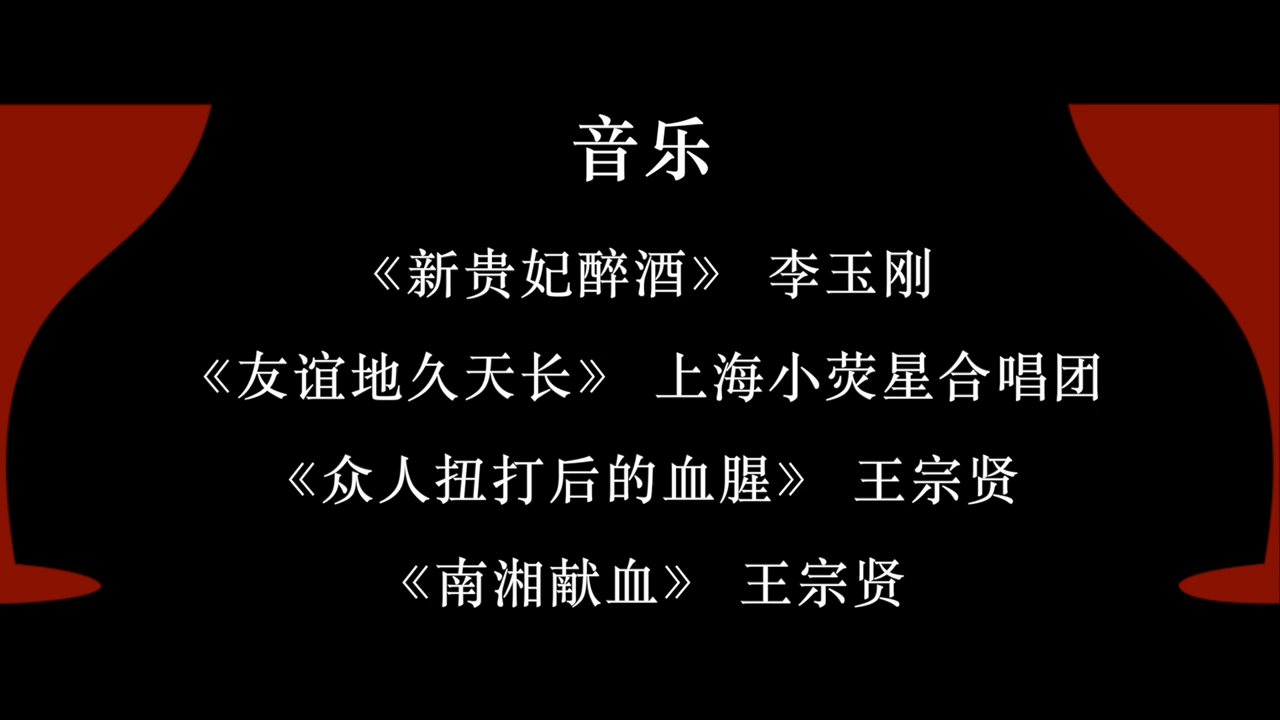 音乐
《新贵妃醉酒》 李玉刚
《友谊地久天长》 上海小荧星合唱团
《众人扭打后的血腥》 王宗贤
《南湘献血》 王宗贤